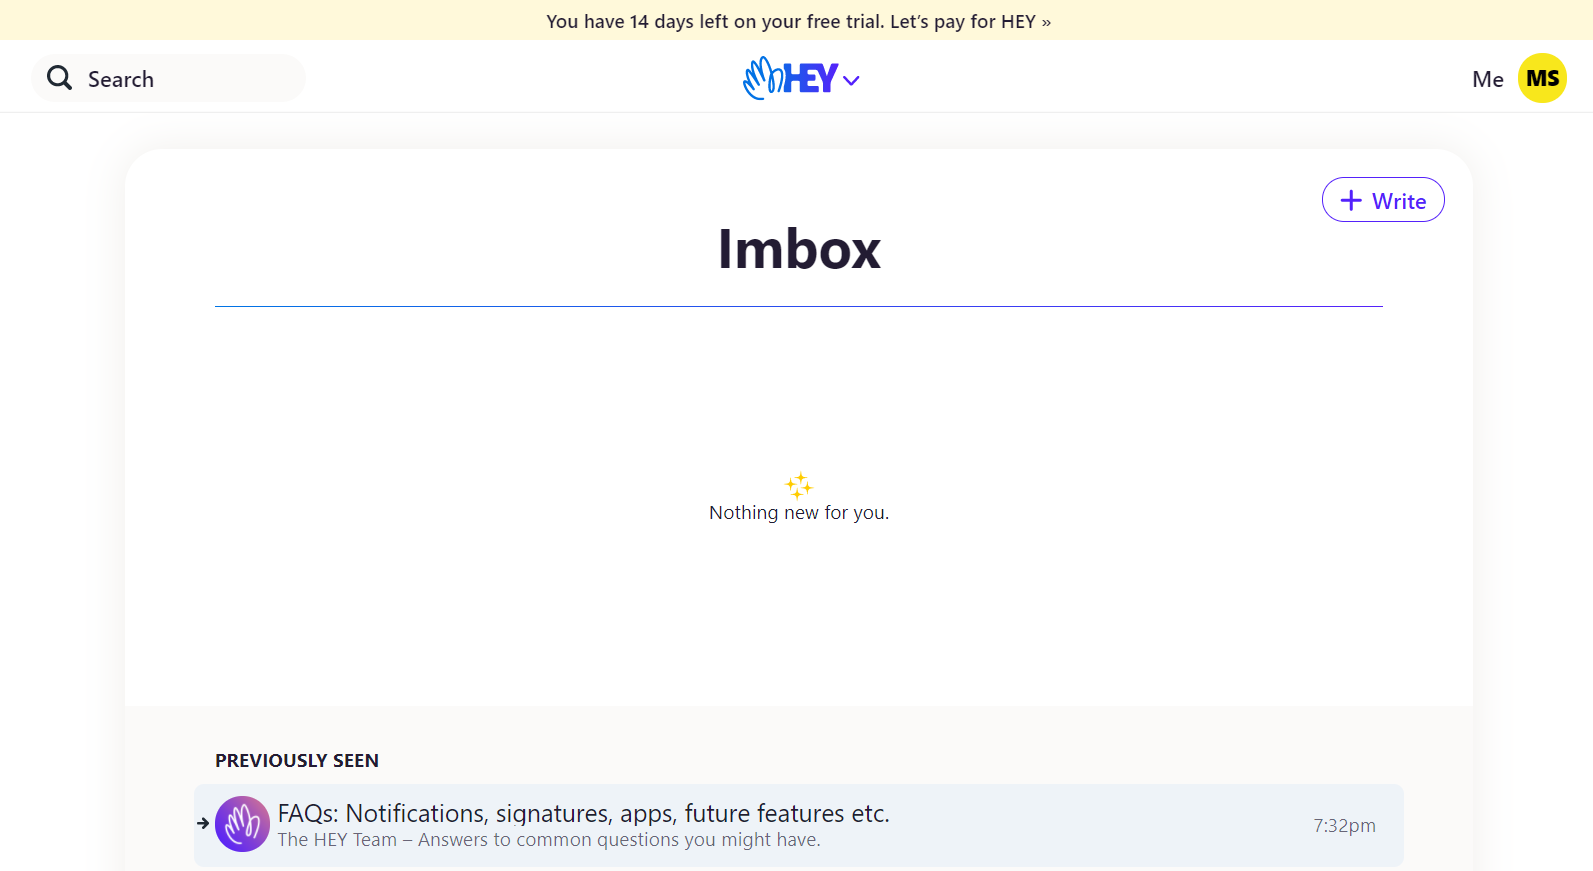 You have 14 days left on your free trial. Let’s pay for HEY »
Search
HEY
Me
MS
Write
Imbox
Nothing new for you.
PREVIOUSLY SEEN
FAQs: Notifications, signatures, apps, future features etc.
The HEY Team – Answers to common questions you might have.
7:32pm